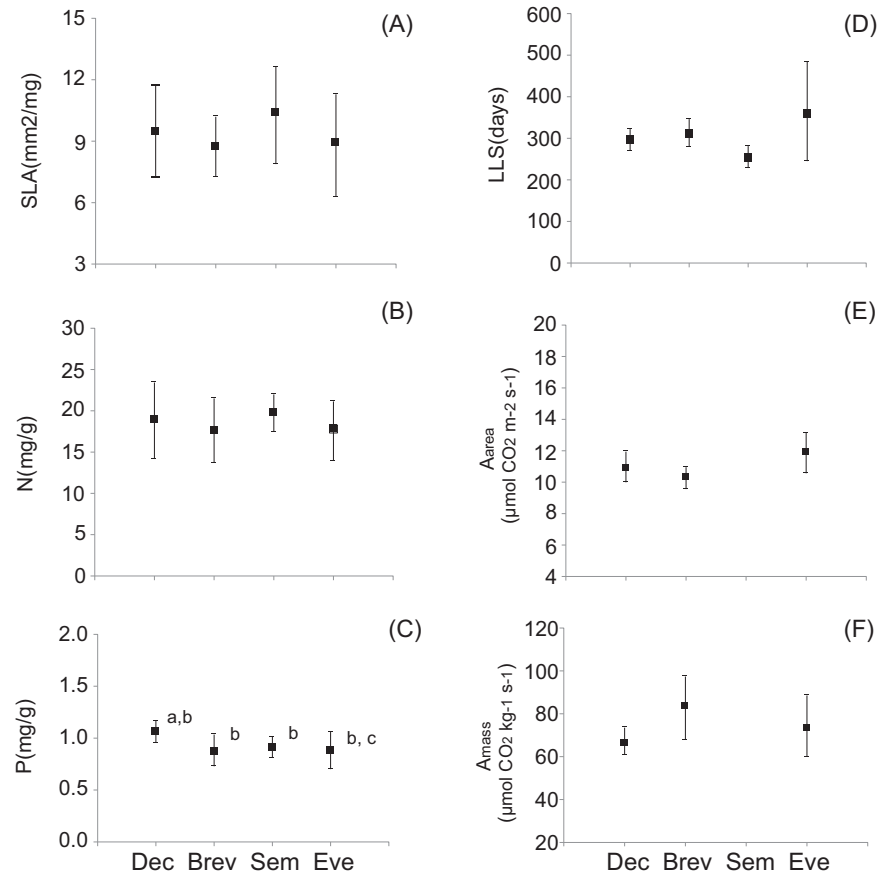 (A)
SLA(mm2/mg)
15
12
9
6
3
(B)
N(mg/g)
30
25
20
15
10
5
0
(C)
P(mg/g)
2.0
1.5
1.0
0.5
0.0
a,b
b
b
b, c
Dec Brev Sem Eve
(D)
LLS(days)
600
500
400
300
200
100
0
(E)
Aarea
(µmol CO2 m-2 s-1)
20
18
16
14
12
10
8
6
4
(F)
Amass
(µmol CO2 kg-1 s-1)
120
100
80
60
40
20
Dec Brev Sem Eve